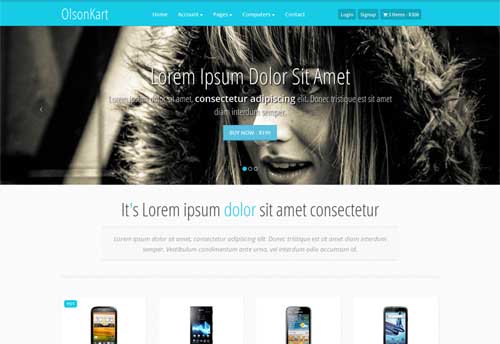 OlsonKart
Home Account Pages Computers Contact
Login Signup 3 Items - $300
Lorem Ipsum Dolor Sit Amet
Lorem ipsum dolor sit amet, consectetur adipiscing elit. Donec tristique est sit amet
diam interdum semper.
BUY NOW - $199
It's Lorem ipsum dolor sit amet consectetur
Lorem ipsum dolor sit amet, consectetur adipiscing elit. Donec tristique est sit amet diam interdum
semper. Vestibulum condimentum ante urna, vel interdum odio accumsan id.